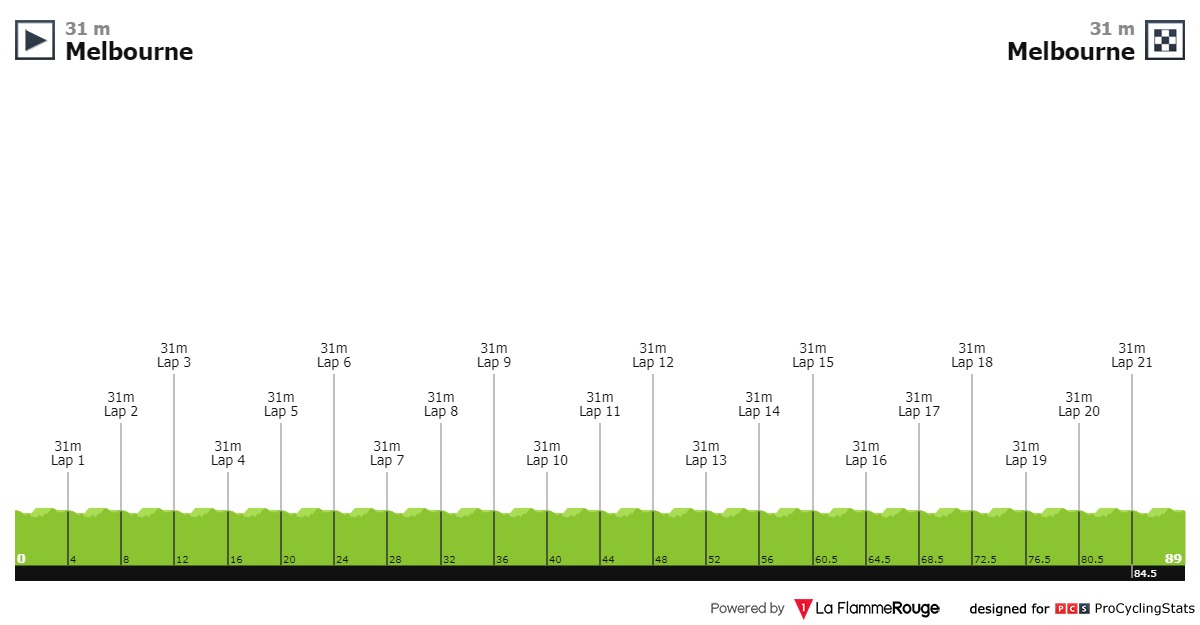 31 m
Melbourne
31 m
Melbourne
31m
Lap 3
31m
Lap 6
31m
Lap 9
31m
Lap 12
31m
Lap 15
31m
Lap 18
31m
Lap 21
31m
Lap 2
31m
Lap 5
31m
Lap 8
31m
Lap 11
31m
Lap 14
31m
Lap 17
31m
Lap 20
31m
Lap 1
31m
Lap 4
31m
Lap 7
31m
Lap 10
31m
Lap 13
31m
Lap 16
31m
Lap 19
0 4 8 12 16 20 24 28 32 36 40 44 48 52 56 60.5 64.5 68.5 72.5 76.5 80.5 89
84.5
Powered by 1 La FlammeRouge designed for PCS ProCyclingStats